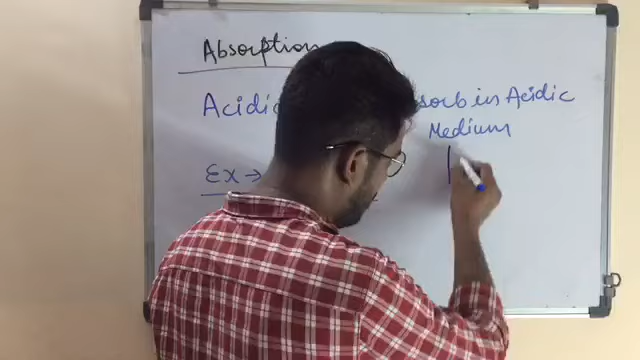 Absorption
Acidic sorb in Acidic
Medium
Ex →